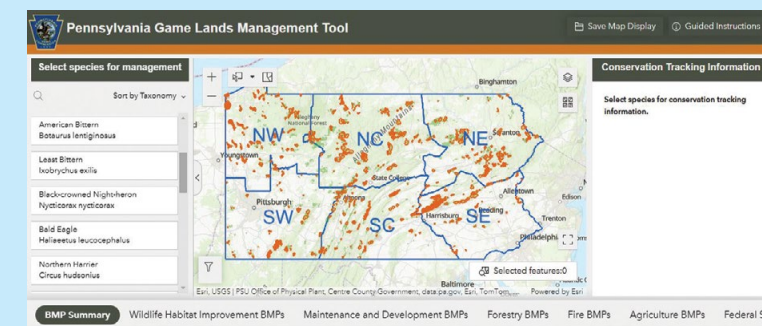 Pennsylvania Game Lands Management Tool
Save Map Display
Guided Instructions
Select species for management
Sort by Taxonomy
American Bittern
Botaurus lentiginosus
Least Bittern
Ixobrychus exilis
Black-crowned Night-heron
Nycticorax nycticorax
Bald Eagle
Haliaeetus leucocephalus
Northern Harrier
Circus hudsonius
Binghamton
Allegheny
National Forest
Allegheny Mountains
NW
NC
NE
Scranton
Youngstown
State College
Allentown
Edison
Pittsburgh
Altoona
SW
SC
SE
Harrisburg
Reading
Trenton
Philadelphi
Baltimore
Selected features:0
Esri, USGS | PSU Office of Physical Plant, Centre County Government, data.pa.gov, Esri, TomTom,
Powered by Esri
Conservation Tracking Information
Select species for conservation tracking
information.
BMP Summary
Wildlife Habitat Improvement BMPs
Maintenance and Development BMPs
Forestry BMPs
Fire BMPs
Agriculture BMPs
Federal S